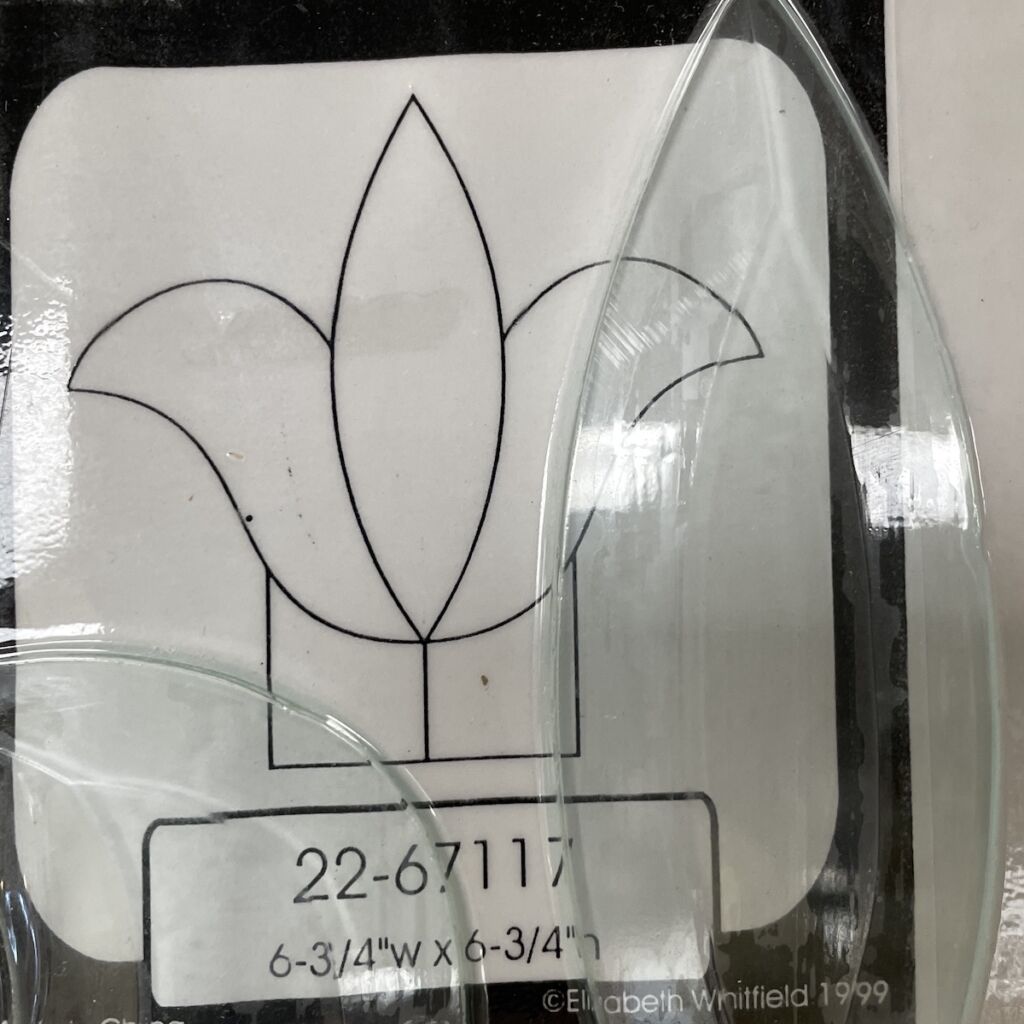 22-67117
6-3/4"w x 6-3/4"h
©Elizabeth Whitfield 1999